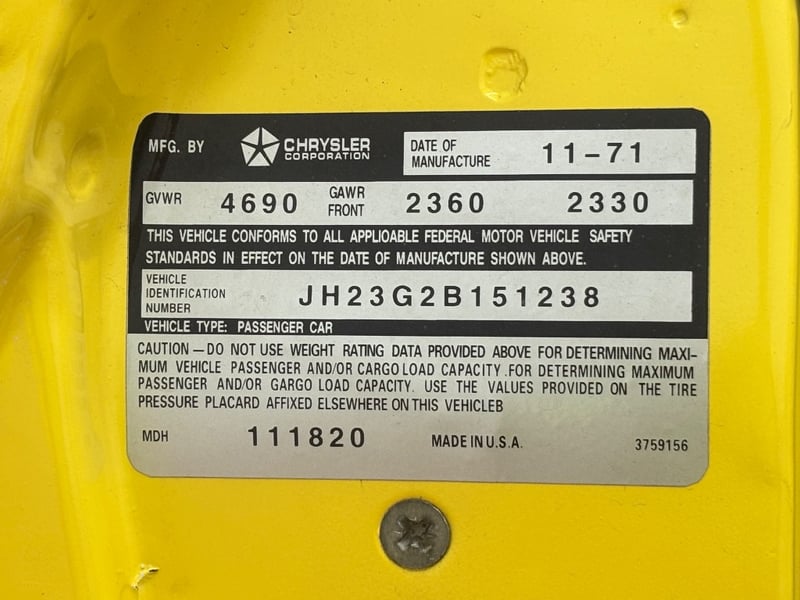 MFG. BY CHRYSLER CORPORATION DATE OF MANUFACTURE 11-71
GVWR 4690 GAWR FRONT 2360 2330
THIS VEHICLE CONFORMS TO ALL APPLIOABLE FEDERAL MOTOR VEHICLE SAFETY
STANDARDS IN EFFECT ON THE DATE OF MANUFACTURE SHOWN ABOVE.
VEHICLE IDENTIFICATION NUMBER JH23G2B151238
VEHICLE TYPE: PASSENGER CAR
CAUTION — DO NOT USE WEIGHT RATING DATA PROVIDED ABOVE FOR DETERMINING MAXI-
MUM VEHICLE PASSENGER AND/OR CARGO LOAD CAPACITY .FOR DETERMINING MAXIMUM
PASSENGER AND/OR GARGO LOAD CAPACITY. USE THE VALUES PROVIDED ON THE TIRE
PRESSURE PLACARD AFFIXED ELSEWHERE ON THIS VEHICLEB
MDH 111820 MADE IN U.S.A. 3759156